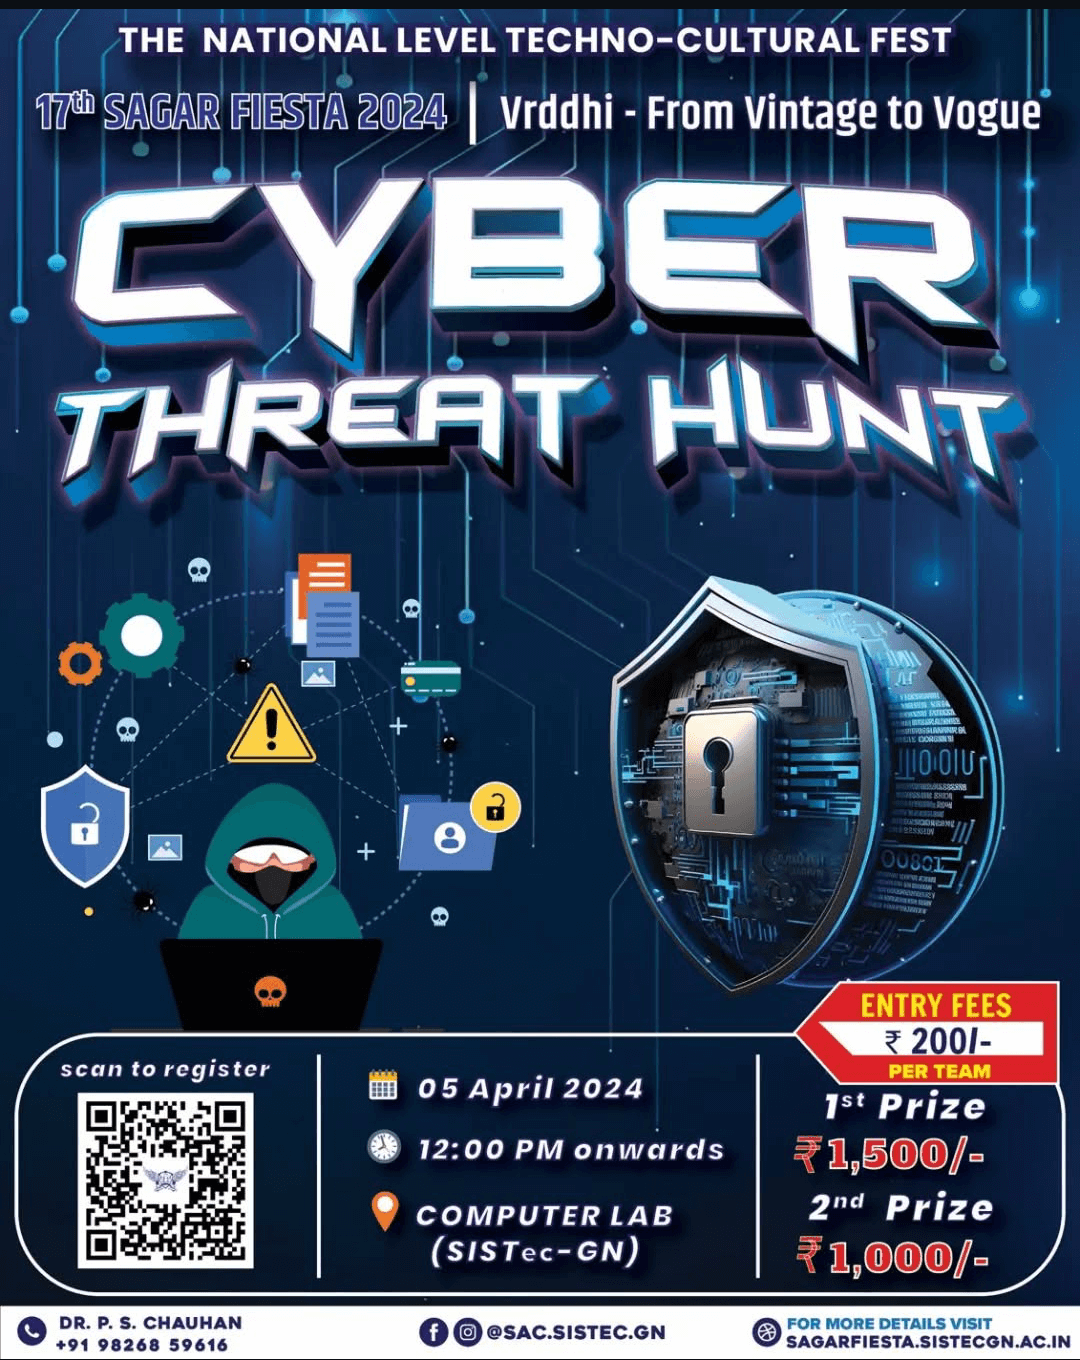 THE NATIONAL LEVEL TECHNO-CULTURAL FEST
17th SAGAR FIESTA 2024 | Vrddhi - From Vintage to Vogue
CYBER
THREAT HUNT
ENTRY FEES
₹ 200/-
PER TEAM
scan to register
05 April 2024
12:00 PM onwards
COMPUTER LAB
(SISTec-GN)
1st Prize
₹1,500/-
2nd Prize
₹1,000/-
DR. P. S. CHAUHAN
+91 98268 59616
@SAC.SISTEC.GN
FOR MORE DETAILS VISIT
SAGARFIESTA.SISTECGN.AC.IN